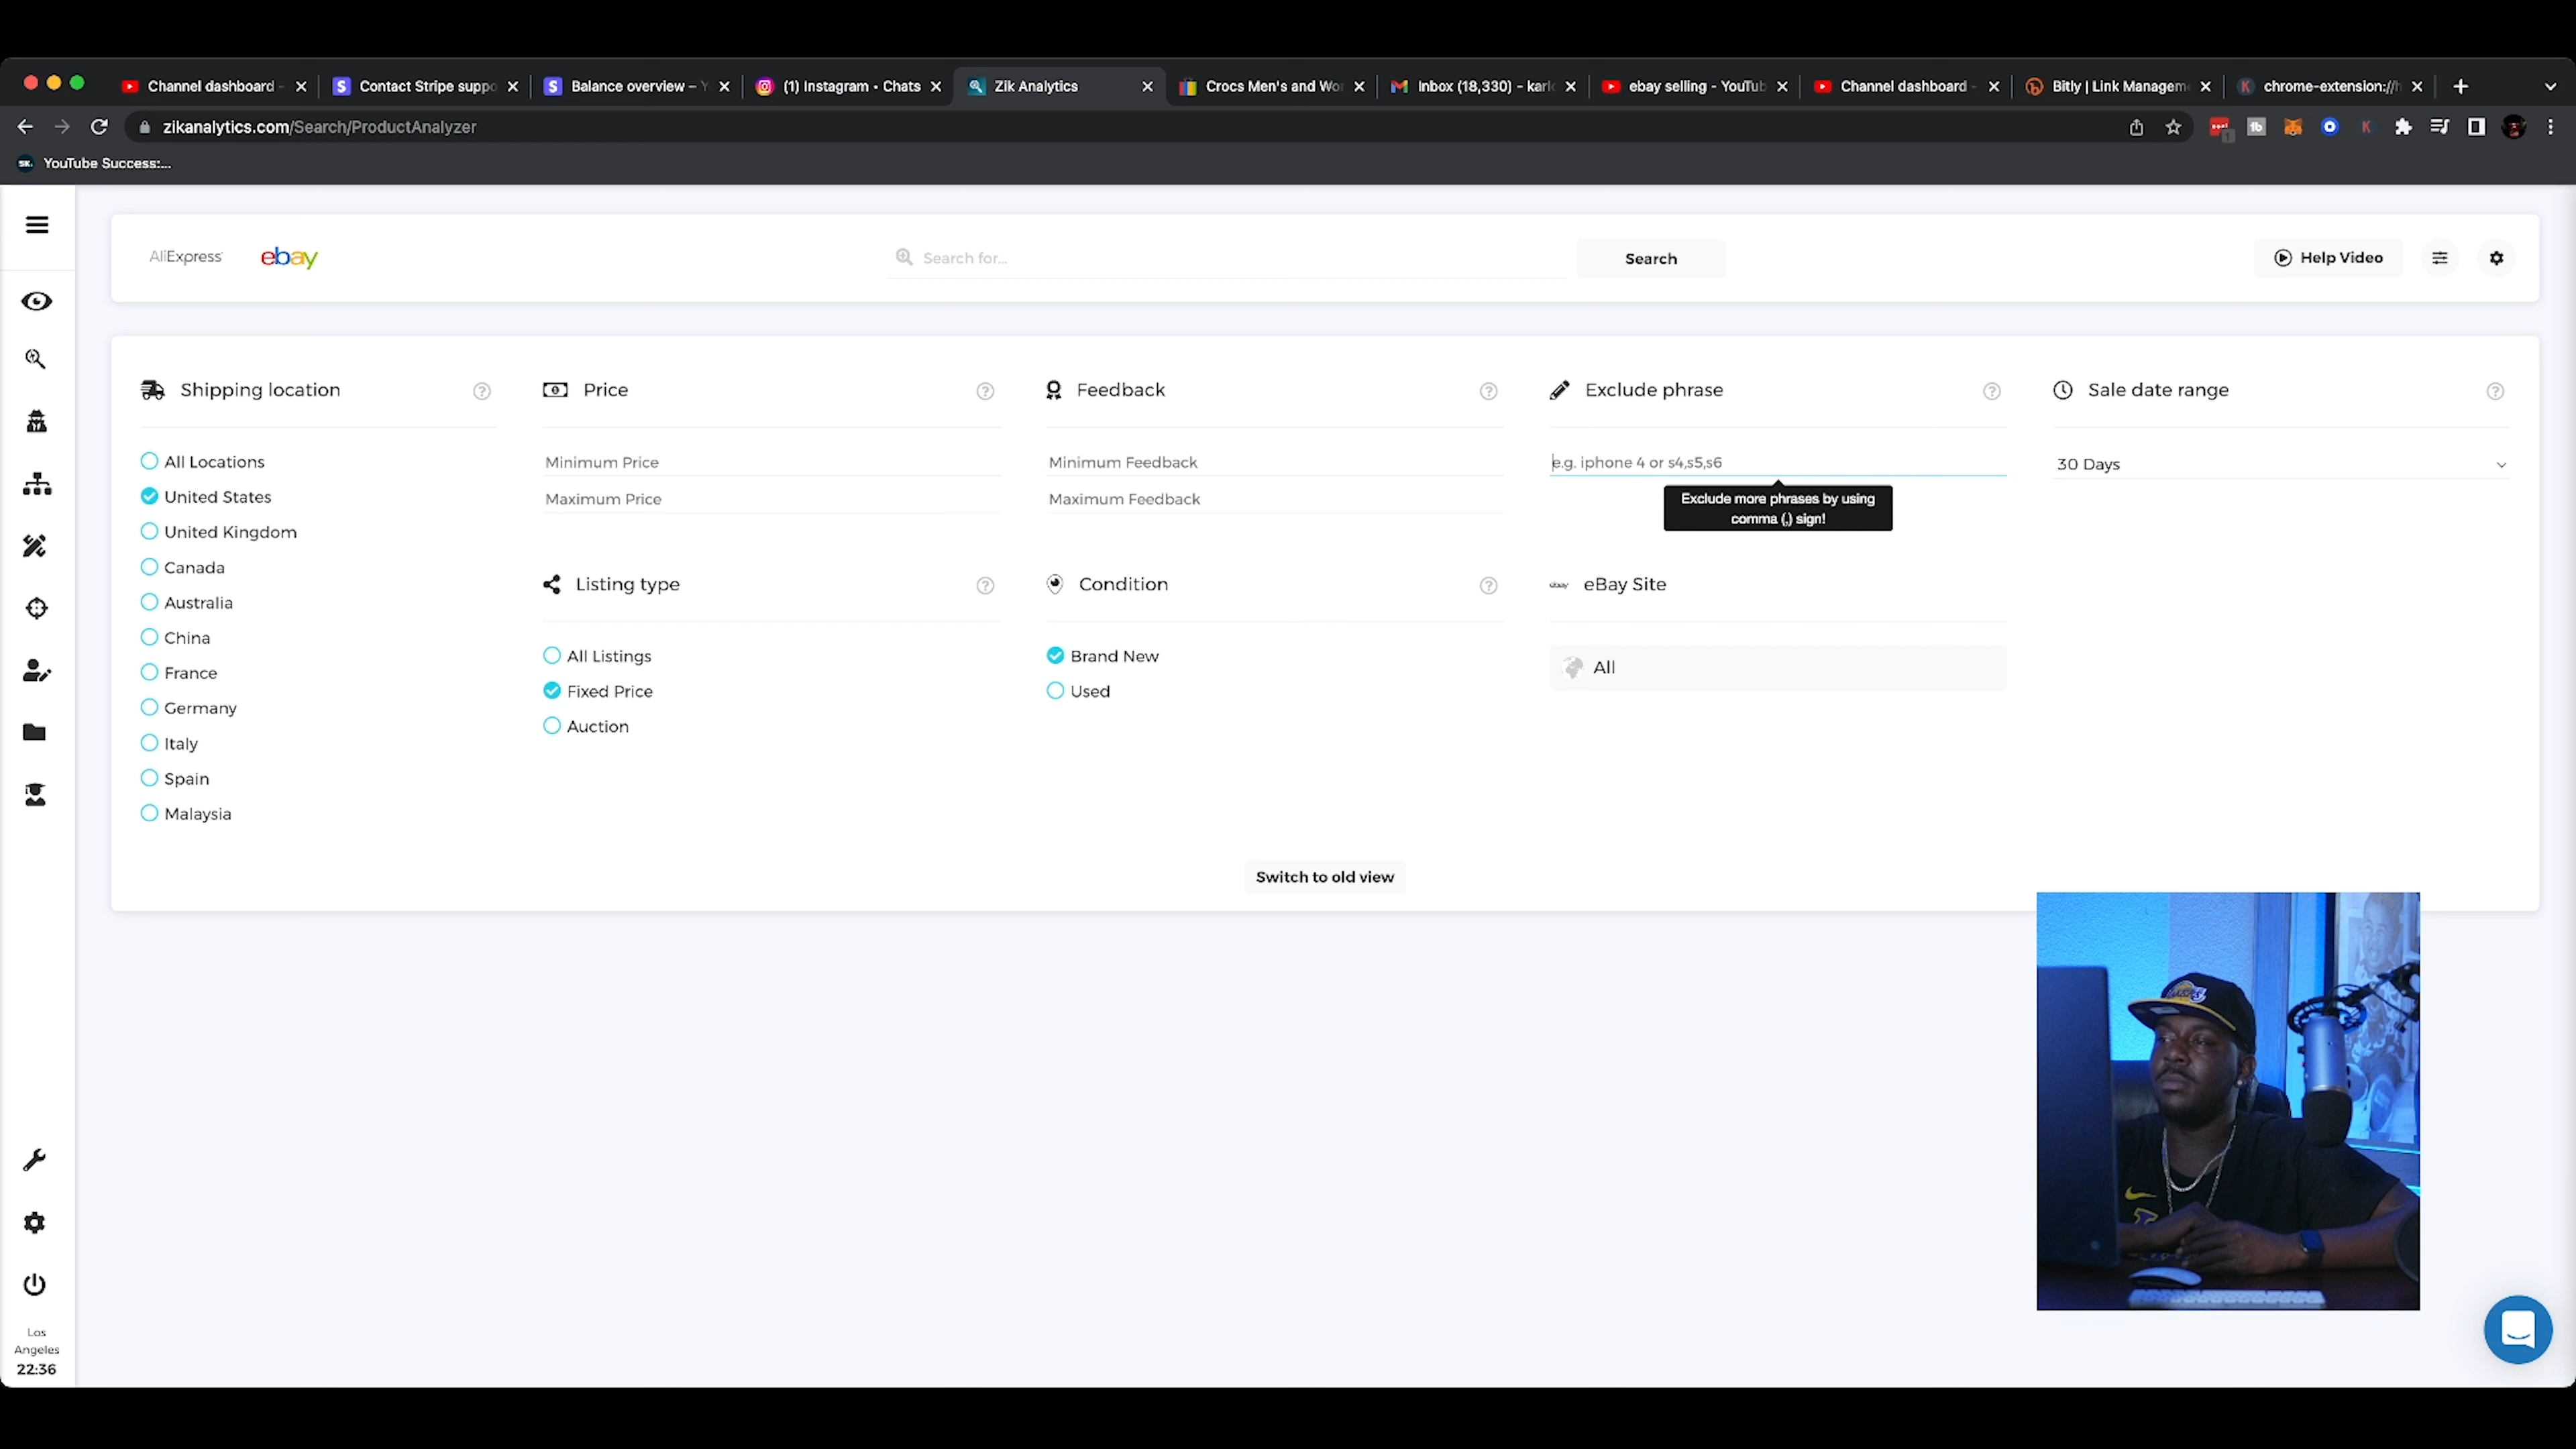 Channel dashboard -
Contact Stripe suppo
Balance overview – Y
(1) Instagram • Chats
Zik Analytics
Crocs Men's and Wo
Inbox (18,330) - karl
ebay selling - YouTub
Channel dashboard -
Bitly | Link Managem
chrome-extension://h
zikanalytics.com/Search/ProductAnalyzer
SK. YouTube Success:...
AliExpress
ebay
Search for...
Search
Help Video
Shipping location
All Locations
United States
United Kingdom
Canada
Australia
China
France
Germany
Italy
Spain
Malaysia
Price
Minimum Price
Maximum Price
Feedback
Minimum Feedback
Maximum Feedback
Exclude phrase
e.g. iphone 4 or s4,s5,s6
Exclude more phrases by using
comma (,) sign!
Sale date range
30 Days
Listing type
All Listings
Fixed Price
Auction
Condition
Brand New
Used
ebay eBay Site
All
Switch to old view
Los
Angeles
22:36